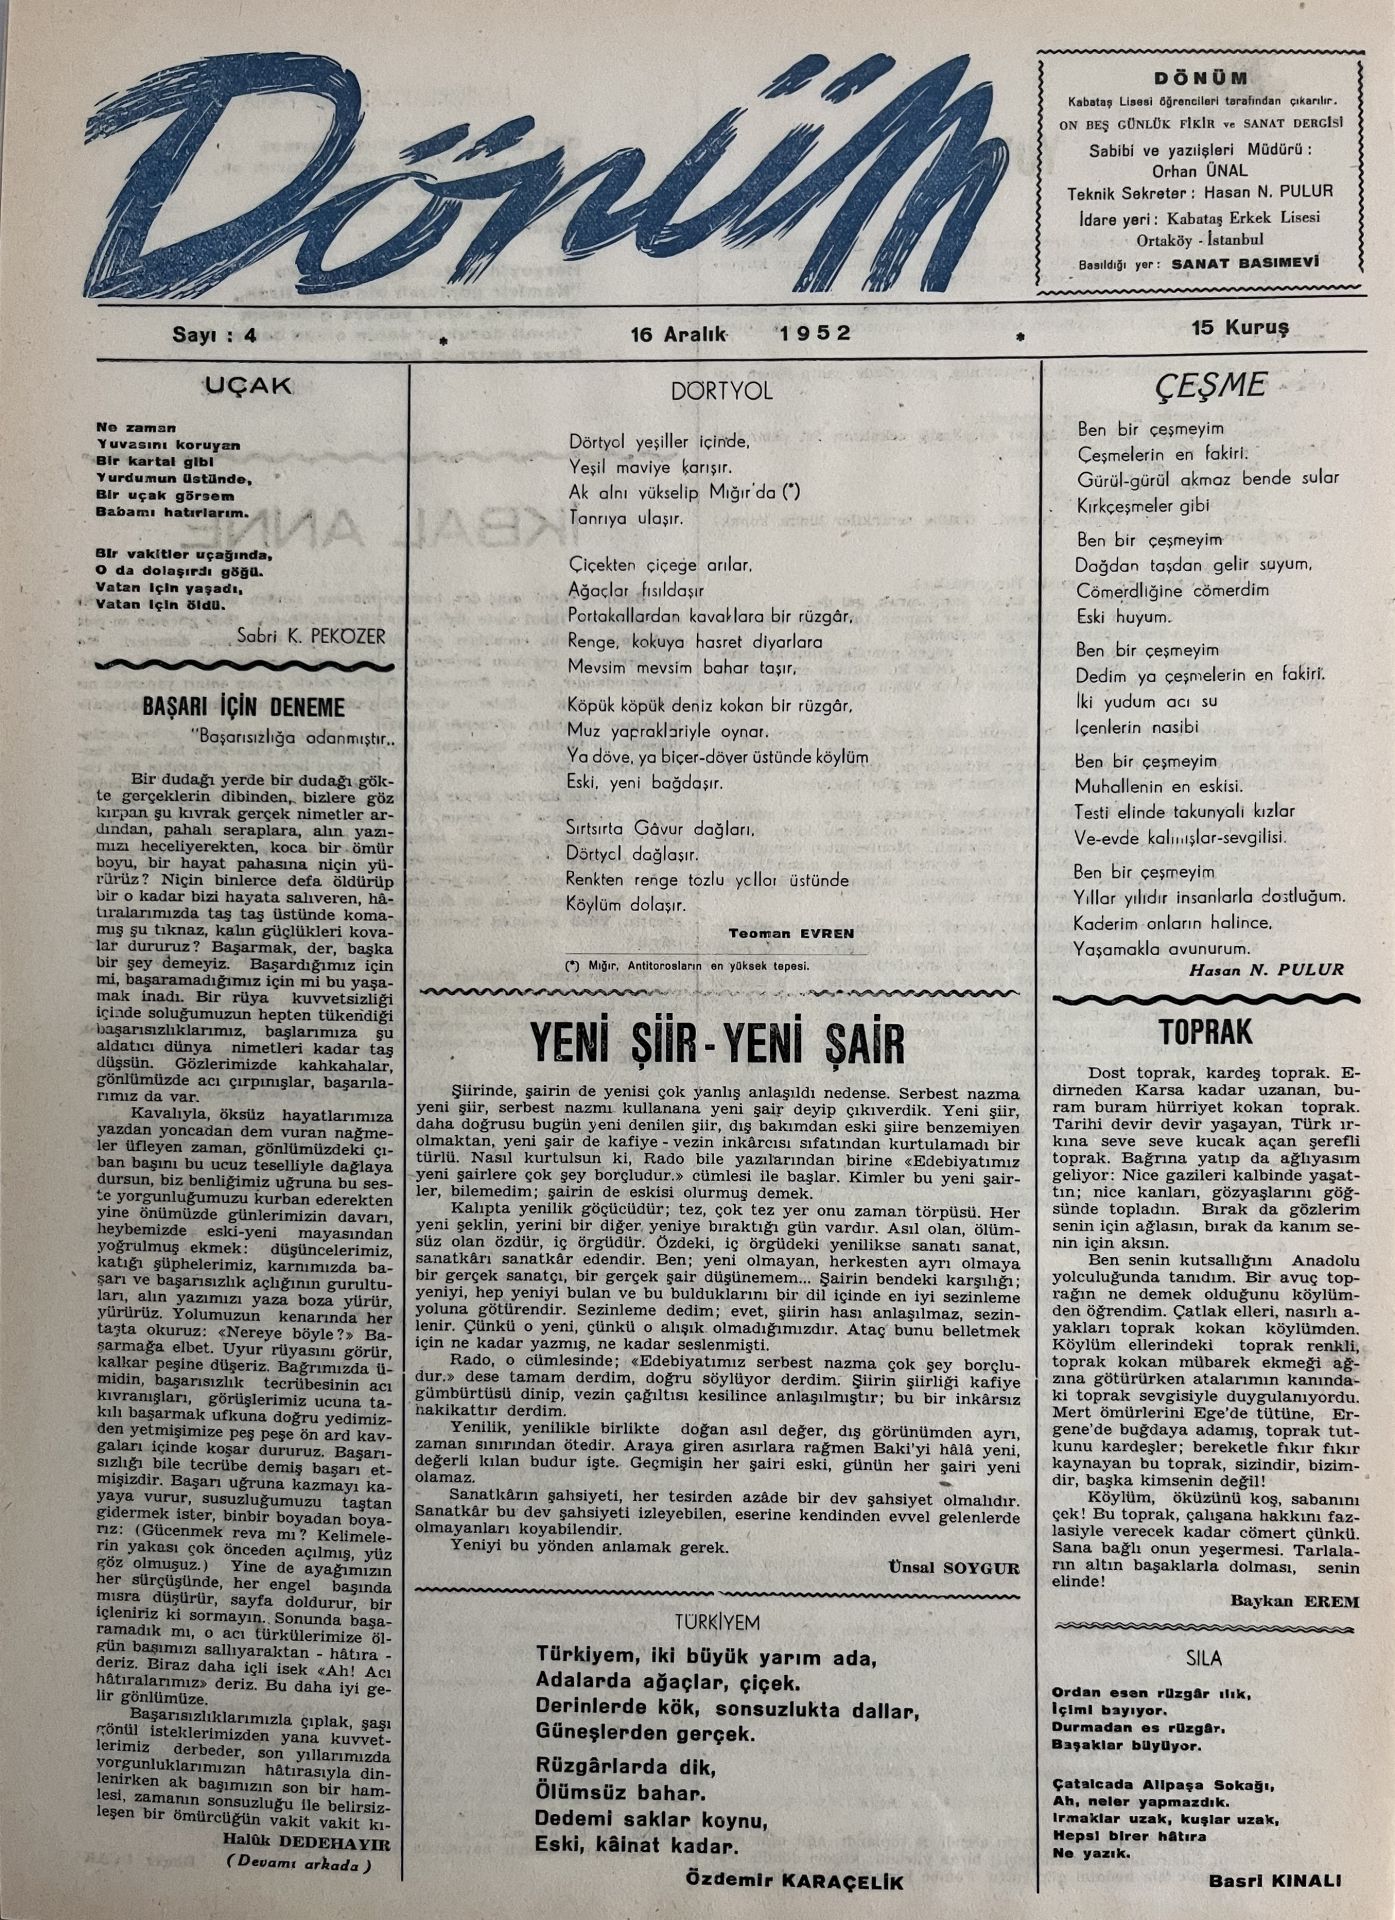 Dönüm
DÖNÜM
Kabataş Lisesi öğrencileri tarafından çıkarılır.
ON BEŞ GÜNLÜK FİKİR ve SANAT DERGİSİ
Sabibi ve yazıişleri Müdürü :
Orhan ÜNAL
Teknik Sekreter : Hasan N. PULUR
İdare yeri : Kabataş Erkek Lisesi
Ortaköy - İstanbul
Basıldığı yer : SANAT BASIMEVİ
Sayı : 4 * 16 Aralık 1952 * 15 Kuruş
UÇAK
Ne zaman
Yuvasını koruyan
Bir kartal gibi
Yurdumun üstünde,
Bir uçak görsem
Babamı hatırlarım.
Bir vakitler uçağında,
O da dolaşırdı göğü.
Vatan için yaşadı,
Vatan için öldü.
Sabri K. PEKÖZER
BAŞARI İÇİN DENEME
"Başarısızlığa adanmıştır„
Bir dudağı yerde bir dudağı gök-
te gerçeklerin dibinden, bizlere göz
kırpan şu kıvrak gerçek nimetler ar-
dından, pahalı seraplara, alın yazı-
mızı heceliyerekten, koca bir ömür
boyu, bir hayat pahasına niçin yü-
rürüz? Niçin binlerce defa öldürüp
bir o kadar bizi hayata salıveren, hâ-
tıralarımızda taş taş üstünde koma-
mış şu tıknaz, kalın güçlükleri kova-
lar dururuz? Başarmak, der, başka
bir şey demeyiz. Başardığımız için
mi, başaramadığımız için mi bu yaşa-
mak inadı. Bir rüya kuvvetsizliği
içinde soluğumuzun hepten tükendiği
başarısızlıklarımız, başlarımıza şu
aldatıcı dünya nimetleri kadar taş
düşsün. Gözlerimizde kahkahalar,
gönlümüzde acı çırpınışlar, başarıla-
rımız da var.
Kavalıyla, öksüz hayatlarımıza
yazdan yoncadan dem vuran nağme-
ler üfleyen zaman, gönlümüzdeki çı-
ban başını bu ucuz teselliyle dağlaya
dursun, biz benliğimiz uğruna bu ses-
te yorgunluğumuzu kurban ederekten
yine önümüzde günlerimizin davarı,
heybemizde eski-yeni mayasından
yoğrulmuş ekmek: düşüncelerimiz,
katığı şüphelerimiz, karnımızda ba-
şarı ve başarısızlık açlığının gurultu-
ları, alın yazımızı yaza boza yürür,
yürürüz. Yolumuzun kenarında her
taşta okuruz: «Nereye böyle?» Ba-
şarmağa elbet. Uyur rüyasını görür,
kalkar peşine düşeriz. Bağrımızda ü-
midin, başarısızlık tecrübesinin acı
kıvranışları, görüşlerimiz ucuna ta-
kılı başarmak ufkuna doğru yedimiz-
den yetmişimize peş peşe ön ard kav-
gaları içinde koşar dururuz. Başarı-
sızlığı bile tecrübe demiş başarı et-
mişizdir. Başarı uğruna kazmayı ka-
yaya vurur, susuzluğumuzu taştan
gidermek ister, binbir boyadan boya-
rız: (Gücenmek reva mı? Kelimele-
rin yakası çok önceden açılmış, yüz
göz olmuşuz.) Yine de ayağımızın
her sürçüşünde, her engel başında
mısra düşürür, sayfa doldurur, bir
içleniriz ki sormayın. Sonunda başa-
ramadık mı, o acı türkülerimize öl-
gün başımızı sallıyaraktan - hâtıra -
deriz. Biraz daha içli isek «Ah! Acı
hâtıralarımız» deriz. Bu daha iyi ge-
lir gönlümüze.
Başarısızlıklarımızla çıplak, şaşı
gönül isteklerimizden yana kuvvet-
lerimiz derbeder, son yıllarımızda
yorgunluklarımızın hâtırasıyla din-
lenirken ak başımızın son bir ham-
lesi, zamanın sonsuzluğu ile belirsiz-
leşen bir ömürcüğün vakit vakit kı-
Halûk DEDEHAYIR
(Devamı arkada)
DÖRTYOL
Dörtyol yeşiller içinde,
Yeşil maviye karışır.
Ak alnı yükselip Mığır'da (*)
Tanrıya ulaşır.
Çiçekten çiçeğe arılar,
Ağaçlar fısıldaşır
Portakallardan kavaklara bir rüzgâr,
Renge, kokuya hasret diyarlara
Mevsim mevsim bahar taşır,
Köpük köpük deniz kokan bir rüzgâr,
Muz yapraklariyle oynar.
Ya döve, ya biçer-döver üstünde köylüm
Eski, yeni bağdaşır.
Sırtsırta Gâvur dağları,
Dörtyol dağlaşır.
Renkten renge tozlu yollar üstünde
Köylüm dolaşır.
Teoman EVREN
(*) Mığır, Antitorosların en yüksek tepesi.
YENİ ŞİİR - YENİ ŞAİR
Şiirinde, şairin de yenisi çok yanlış anlaşıldı nedense. Serbest nazma
yeni şiir, serbest nazmı kullanana yeni şair deyip çıkıverdik. Yeni şiir,
daha doğrusu bugün yeni denilen şiir, dış bakımdan eski şiire benzemiyen
olmaktan, yeni şair de kafiye - vezin inkârcısı sıfatından kurtulamadı bir
türlü. Nasıl kurtulsun ki, Rado bile yazılarından birine «Edebiyatımız
yeni şairlere çok şey borçludur.» cümlesi ile başlar. Kimler bu yeni şair-
ler, bilemedim; şairin de eskisi olurmuş demek.
Kalıpta yenilik göçücüdür; tez, çok tez yer onu zaman törpüsü. Her
yeni şeklin, yerini bir diğer yeniye bıraktığı gün vardır. Asıl olan, ölüm-
süz olan özdür, iç örgüdür. Özdeki, iç örgüdeki yenilikse sanatı sanat,
sanatkârı sanatkâr edendir. Ben; yeni olmayan, herkesten ayrı olmaya
bir gerçek sanatçı, bir gerçek şair düşünemem... Şairin bendeki karşılığı;
yeniyi, hep yeniyi bulan ve bu bulduklarını bir dil içinde en iyi sezinleme
yoluna götürendir. Sezinleme dedim; evet, şiirin hası anlaşılmaz, sezin-
lenir. Çünkü o yeni, çünkü o alışık olmadığımızdır. Ataç bunu belletmek
için ne kadar yazmış, ne kadar seslenmişti.
Rado, o cümlesinde; «Edebiyatımız serbest nazma çok şey borçlu-
dur.» dese tamam derdim, doğru söylüyor derdim. Şiirin şiirliği kafiye
gümbürtüsü dinip, vezin çağıltısı kesilince anlaşılmıştır; bu bir inkârsız
hakikattır derdim.
Yenilik, yenilikle birlikte doğan asıl değer, dış görünümden ayrı,
zaman sınırından ötedir. Araya giren asırlara rağmen Baki'yi hâlâ yeni,
değerli kılan budur işte. Geçmişin her şairi eski, günün her şairi yeni
olamaz.
Sanatkârın şahsiyeti, her tesirden azâde bir dev şahsiyet olmalıdır.
Sanatkâr bu dev şahsiyeti izleyebilen, eserine kendinden evvel gelenlerde
olmayanları koyabilendir.
Yeniyi bu yönden anlamak gerek.
Ünsal SOYGUR
TÜRKİYEM
Türkiyem, iki büyük yarım ada,
Adalarda ağaçlar, çiçek.
Derinlerde kök, sonsuzlukta dallar,
Güneşlerden gerçek.
Rüzgârlarda dik,
Ölümsüz bahar.
Dedemi saklar koynu,
Eski, kâinat kadar.
Özdemir KARAÇELİK
ÇEŞME
Ben bir çeşmeyim
Çeşmelerin en fakiri.
Gürül-gürül akmaz bende sular
Kırkçeşmeler gibi
Ben bir çeşmeyim
Dağdan taşdan gelir suyum,
Cömerdliğine cömerdim
Eski huyum.
Ben bir çeşmeyim
Dedim ya çeşmelerin en fakiri.
İki yudum acı su
İçenlerin nasibi
Ben bir çeşmeyim
Muhallenin en eskisi.
Testi elinde takunyalı kızlar
Ve-evde kalmışlar-sevgilisi.
Ben bir çeşmeyim
Yıllar yılıdır insanlarla dostluğum.
Kaderim onların halince,
Yaşamakla avunurum.
Hasan N. PULUR
TOPRAK
Dost toprak, kardeş toprak. E-
dirneden Karsa kadar uzanan, bu-
ram buram hürriyet kokan toprak.
Tarihi devir devir yaşayan, Türk ır-
kına seve seve kucak açan şerefli
toprak. Bağrına yatıp da ağlıyasım
geliyor: Nice gazileri kalbinde yaşat-
tın; nice kanları, gözyaşlarını göğ-
sünde topladın. Bırak da gözlerim
senin için ağlasın, bırak da kanım se-
nin için aksın.
Ben senin kutsallığını Anadolu
yolculuğunda tanıdım. Bir avuç top-
rağın ne demek olduğunu köylüm-
den öğrendim. Çatlak elleri, nasırlı a-
yakları toprak kokan köylümden.
Köylüm ellerindeki toprak renkli,
toprak kokan mübarek ekmeği ağ-
zına götürürken atalarımın kanında-
ki toprak sevgisiyle duygulanıyordu.
Mert ömürlerini Ege'de tütüne, Er-
gene'de buğdaya adamış, toprak tut-
kunu kardeşler; bereketle fıkır fıkır
kaynayan bu toprak, sizindir, bizim-
dir, başka kimsenin değil!
Köylüm, öküzünü koş, sabanını
çek! Bu toprak, çalışana hakkını faz-
lasiyle verecek kadar cömert çünkü.
Sana bağlı onun yeşermesi. Tarlala-
rın altın başaklarla dolması, senin
elinde!
Baykan EREM
SILA
Ordan esen rüzgâr ılık,
İçimi bayıyor.
Durmadan es rüzgâr,
Başaklar büyüyor.
Çatalcada Alipaşa Sokağı,
Ah, neler yapmazdık.
Irmaklar uzak, kuşlar uzak,
Hepsi birer hâtıra
Ne yazık.
Basri KINALI